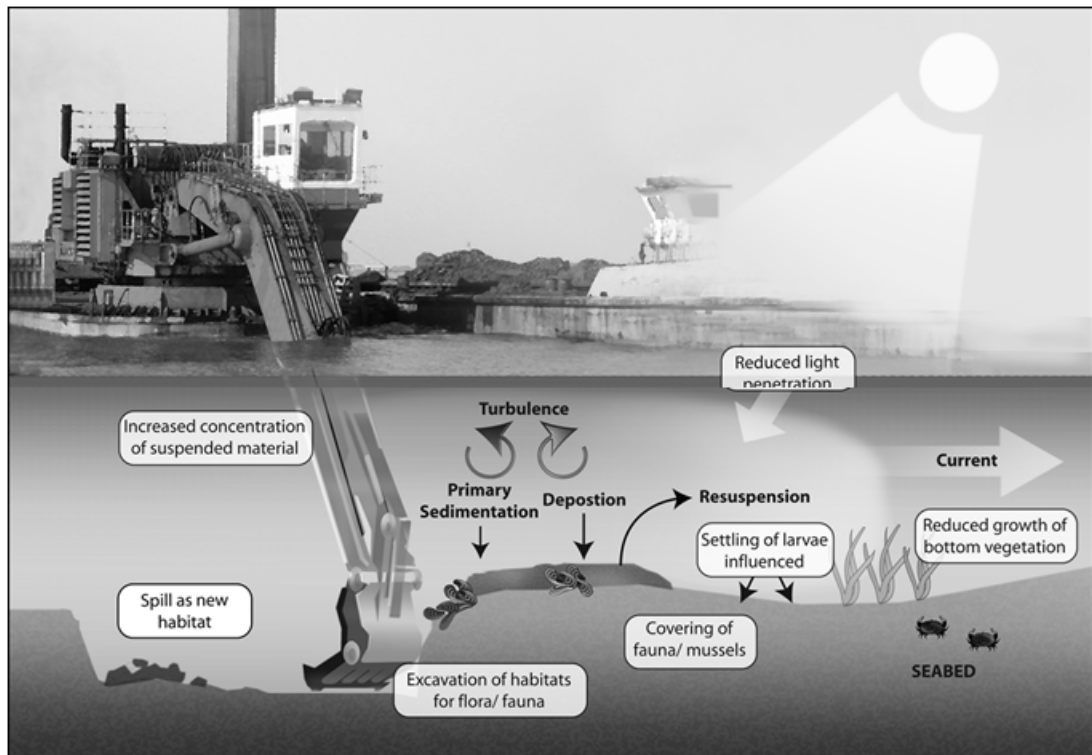 Reduced light
penetration
Increased concentration
of suspended material
Turbulence
Current
Primary
Sedimentation
Depostion
Resuspension
Settling of larvae
influenced
Reduced growth of
bottom vegetation
Spill as new
habitat
Covering of
fauna/ mussels
Excavation of habitats
for flora/ fauna
SEABED